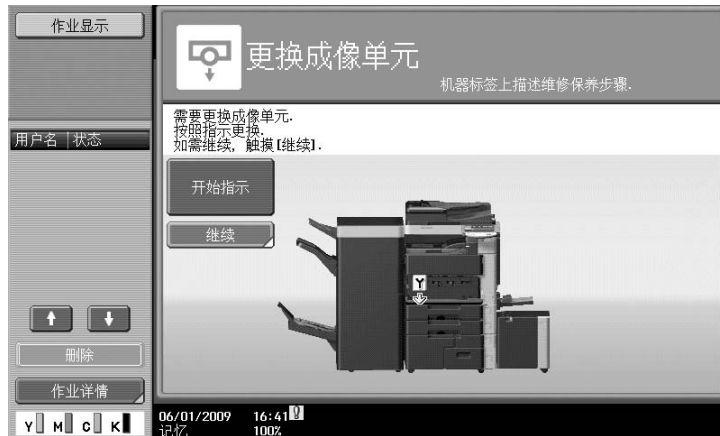 作业显示
更换成像单元
机器标签上描述维修保养步骤.
需要更换成像单元.
按照指示更换.
如需继续, 触摸[继续].
用户名 状态
开始指示
继续
Y
删除
作业详情
Y M C K
06/01/2009 16:41
记忆 100%